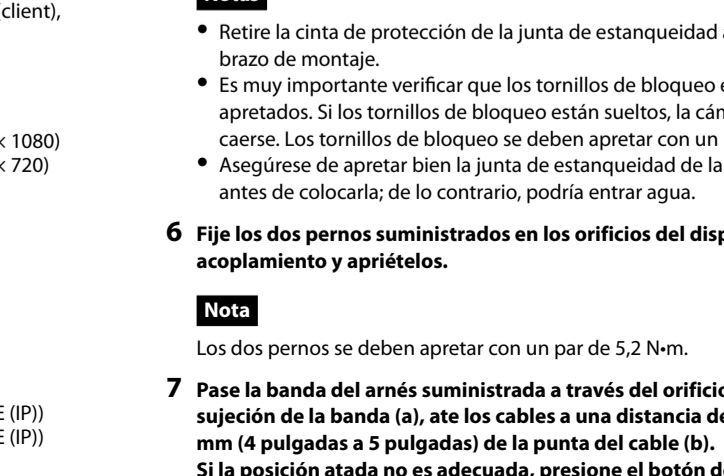 client),
× 1080)
× 720)
E (IP))
E (IP))
Notas
• Retire la cinta de protección de la junta de estanqueidad
brazo de montaje.
• Es muy importante verificar que los tornillos de bloqueo
apretados. Si los tornillos de bloqueo están sueltos, la
caerse. Los tornillos de bloqueo se deben apretar con un
• Asegúrese de apretar bien la junta de estanqueidad de la
antes de colocarla; de lo contrario, podría entrar agua.
6 Fije los dos pernos suministrados en los orificios del
acoplamiento y apriételos.
Nota
Los dos pernos se deben apretar con un par de 5,2 N•m.
7 Pase la banda del arnés suministrada a través del
sujeción de la banda (a), ate los cables a una distancia
mm (4 pulgadas a 5 pulgadas) de la punta del cable (b).
Si la posición atada no es adecuada, presione el botón